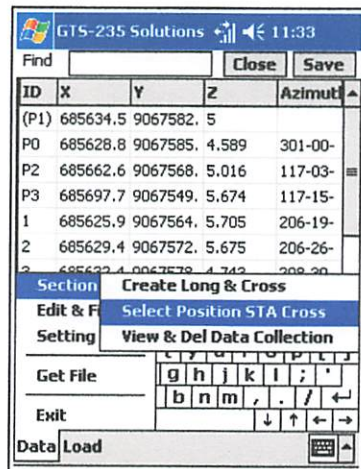 GTS-235 Solutions 11:33
Find Close Save
ID X Y Z Azimut
(P1) 685634.5 9067582. 5
P0 685628.8 9067585. 4.589 301-00-
P2 685662.6 9067568. 5.016 117-03-
P3 685697.7 9067549. 5.674 117-15-
1 685625.9 9067564. 5.705 206-19-
2 685629.4 9067572. 5.675 206-26-
Section Create Long & Cross
Edit & Fi Select Position STA Cross
Setting View & Del Data Collection
Get File g h j k l ; '
b n m , . / ↵
Exit ↓ ↑ ← →
Data Load